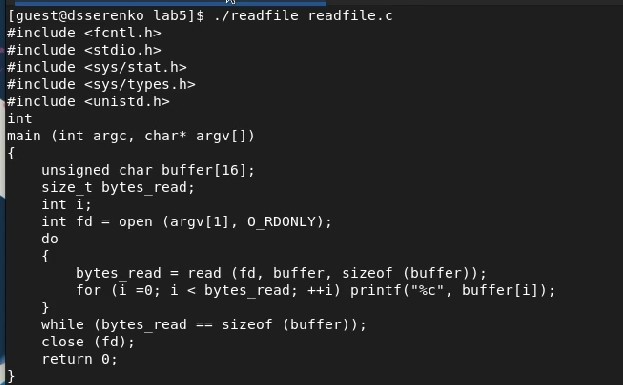 [guest@dsserenko lab5]$ ./readfile readfile.c
#include <fcntl.h>
#include <stdio.h>
#include <sys/stat.h>
#include <sys/types.h>
#include <unistd.h>
int
main (int argc, char* argv[])
{
    unsigned char buffer[16];
    size_t bytes_read;
    int i;
    int fd = open (argv[1], O_RDONLY);
    do
    {
        bytes_read = read (fd, buffer, sizeof (buffer));
        for (i =0; i < bytes_read; ++i) printf("%c", buffer[i]);
    }
    while (bytes_read == sizeof (buffer));
    close (fd);
    return 0;
}